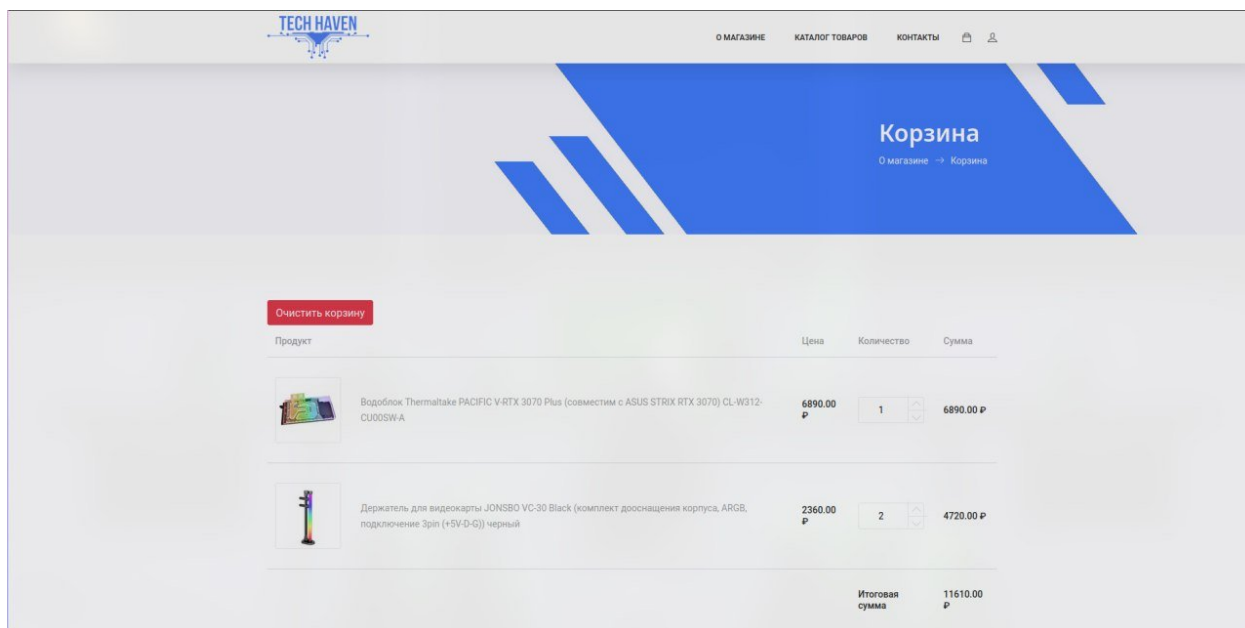 TECH HAVEN
О МАГАЗИНЕ КАТАЛОГ ТОВАРОВ КОНТАКТЫ
Корзина
О магазине → Корзина
Очистить корзину
Продукт Цена Количество Сумма
Водоблок Thermaltake PACIFIC V-RTX 3070 Plus (совместим с ASUS STRIX RTX 3070) CL-W312-
CU00SW-A
6890.00
₽
1
6890.00 ₽
Держатель для видеокарты JONSBO VC-30 Black (комплект дооснащения корпуса, ARGB,
подключение 3pin (+5V-D-G)) черный
2360.00
₽
2
4720.00 ₽
Итоговая
сумма
11610.00
₽